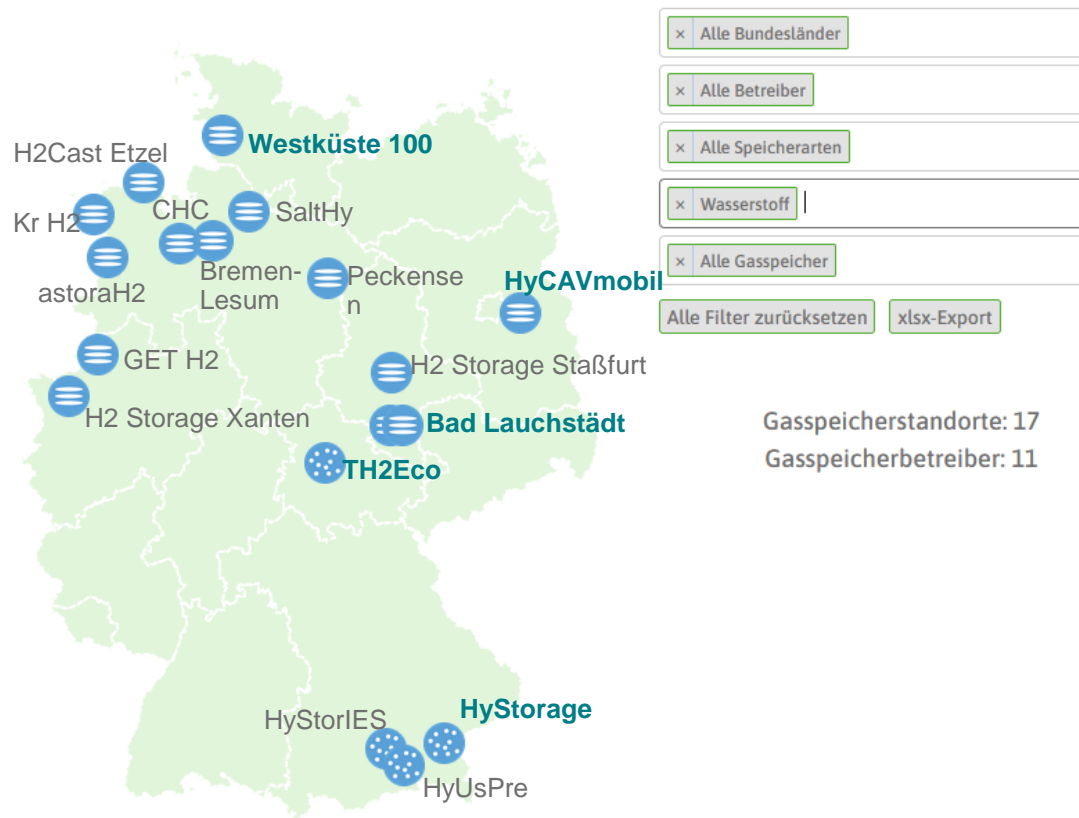 × Alle Bundesländer
× Alle Betreiber
× Alle Speicherarten
× Wasserstoff
× Alle Gasspeicher
Alle Filter zurücksetzen
xlsx-Export
Gasspeicherstandorte: 17
Gasspeicherbetreiber: 11
Westküste 100
H2Cast Etzel
Kr H2
CHC
SaltHy
astoraH2
Bremen-
Lesum
Peckense
n
HyCAVmobil
GET H2
H2 Storage Staßfurt
H2 Storage Xanten
Bad Lauchstädt
TH2Eco
HyStorIES
HyStorage
HyUsPre